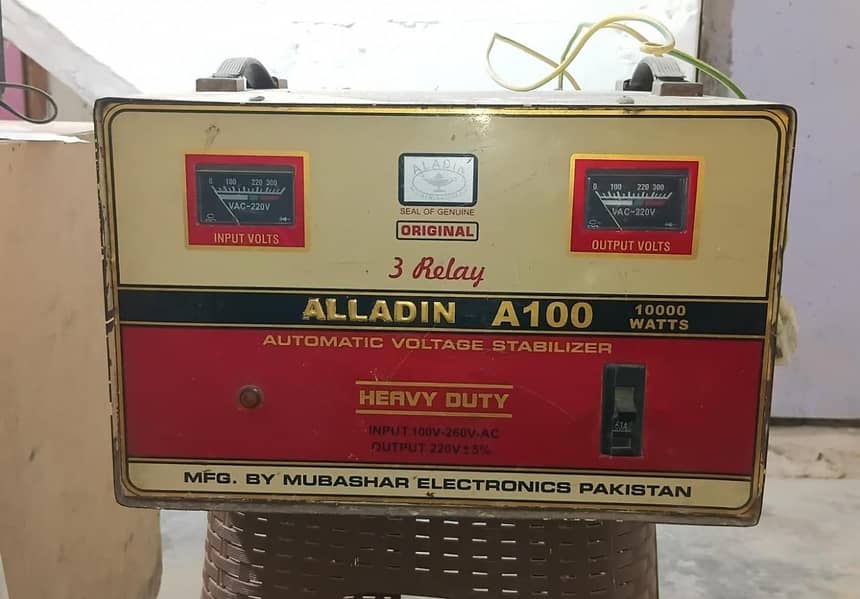 ALADIN
SEAL OF GENUINE
ORIGINAL
0 100 220 300
VAC~220V
INPUT VOLTS
0 100 220 300
VAC~220V
OUTPUT VOLTS
3 Relay
ALLADIN A100 10000 WATTS
AUTOMATIC VOLTAGE STABILIZER
HEAVY DUTY
INPUT 100V-260V-AC
OUTPUT 220V±5%
MFG. BY MUBASHAR ELECTRONICS PAKISTAN